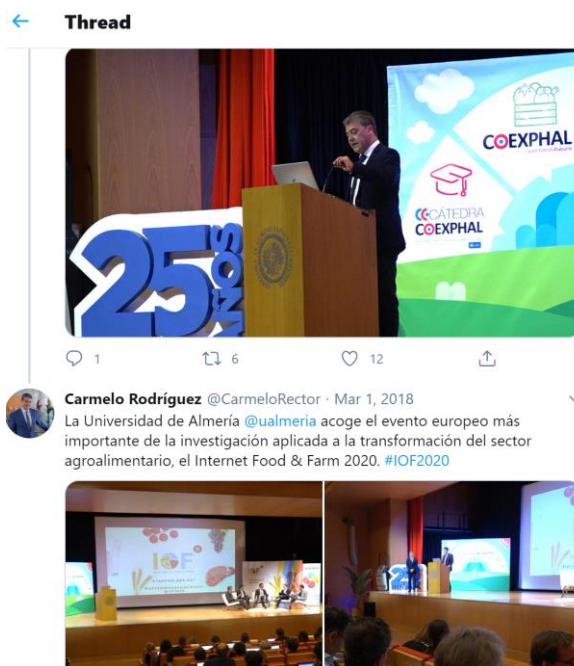 Thread
COEXPHAL
CÁTEDRA
COEXPHAL
25
AÑOS
1 6 12
Carmelo Rodríguez @CarmeloRector · Mar 1, 2018
La Universidad de Almería @ualmeria acoge el evento europeo más
importante de la investigación aplicada a la transformación del sector
agroalimentario, el Internet Food & Farm 2020. #IOF2020
IOF